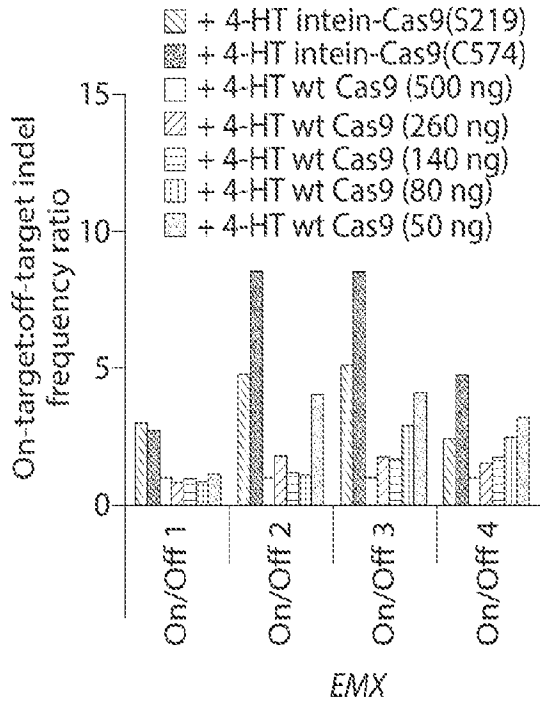 + 4-HT intein-Cas9(S219)
+ 4-HT intein-Cas9(C574)
+ 4-HT wt Cas9 (500 ng)
+ 4-HT wt Cas9 (260 ng)
+ 4-HT wt Cas9 (140 ng)
+ 4-HT wt Cas9 (80 ng)
+ 4-HT wt Cas9 (50 ng)
On-target:off-target indel
frequency ratio
15
10
5
0
On/Off 1
On/Off 2
On/Off 3
On/Off 4
EMX